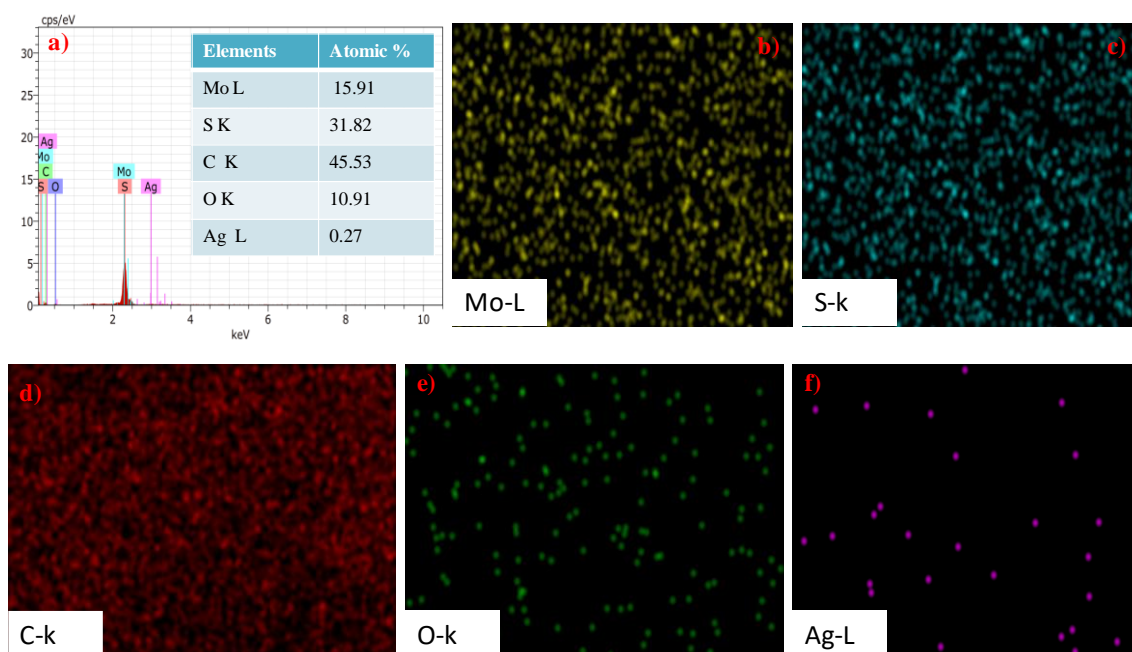 cps/eV
a)
30
25
20
15
10
5
0
Ag
Mo
C
S O
Mo
S Ag
2 4 6 8 10
keV
Elements Atomic %
Mo L 15.91
S K 31.82
C K 45.53
O K 10.91
Ag L 0.27
b)
Mo-L
c)
S-k
d)
C-k
e)
O-k
f)
Ag-L